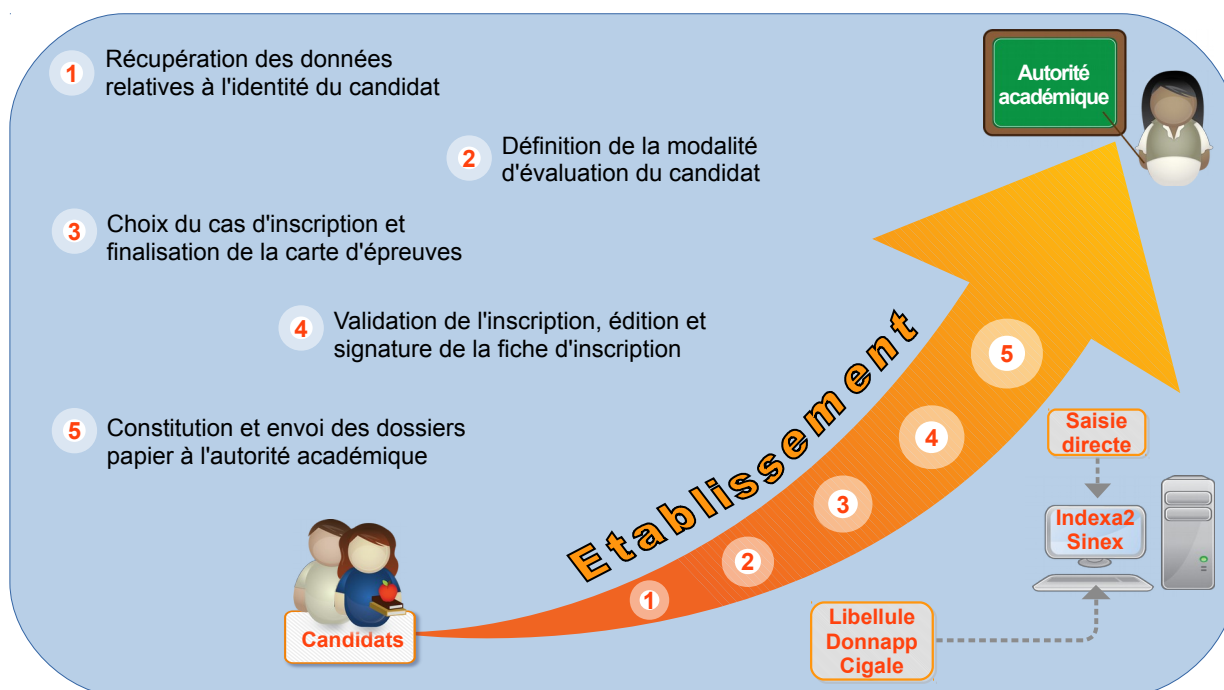 1
Récupération des données
relatives à l'identité du candidat
2
Définition de la modalité
d'évaluation du candidat
3
Choix du cas d'inscription et
finalisation de la carte d'épreuves
4
Validation de l'inscription, édition et
signature de la fiche d'inscription
5
Constitution et envoi des dossiers
papier à l'autorité académique
Autorité
académique
Etablissement
1
2
3
4
5
Candidats
Saisie
directe
Indexa2
Sinex
Libellule
Donnapp
Cigale